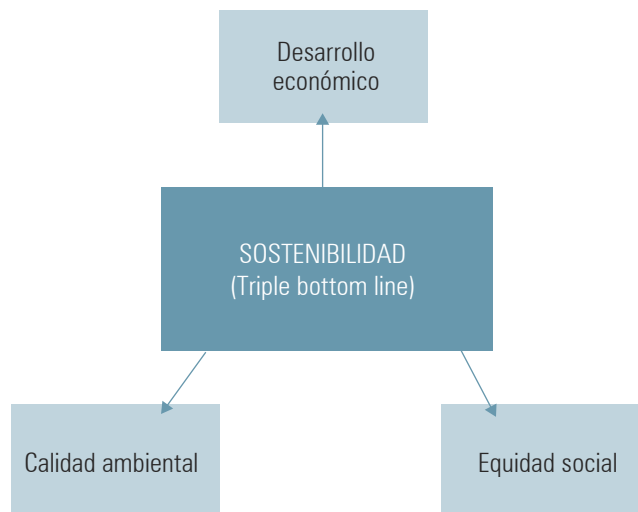 Desarrollo
económico
SOSTENIBILIDAD
(Triple bottom line)
Calidad ambiental
Equidad social